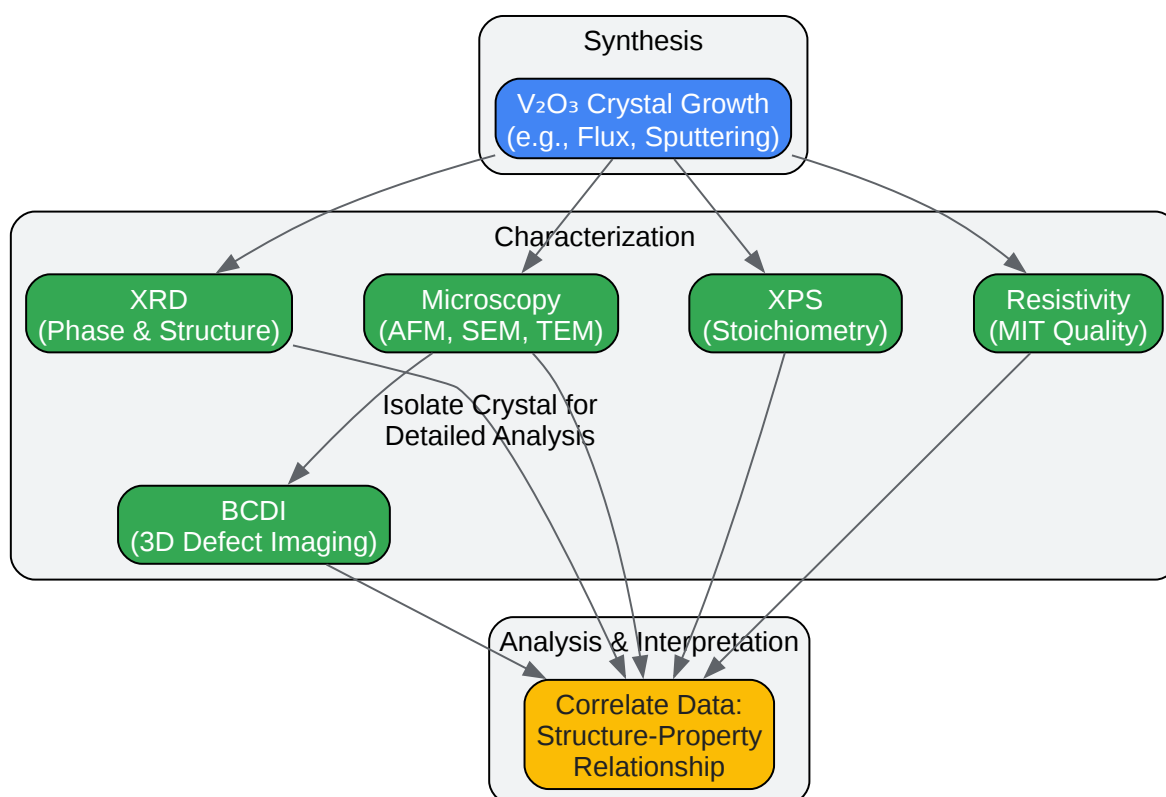 Synthesis
V₂O₃ Crystal Growth
(e.g., Flux, Sputtering)
Characterization
XRD
(Phase & Structure)
Microscopy
(AFM, SEM, TEM)
XPS
(Stoichiometry)
Resistivity
(MIT Quality)
Isolate Crystal for
Detailed Analysis
BCDI
(3D Defect Imaging)
Analysis & Interpretation
Correlate Data:
Structure-Property
Relationship